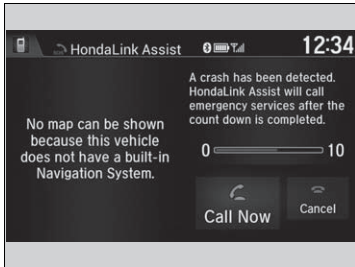 HondaLink Assist
12:34
No map can be shown
because this vehicle
does not have a built-in
Navigation System.
A crash has been detected.
HondaLink Assist will call
emergency services after the
count down is completed.
0 10
Call Now
Cancel